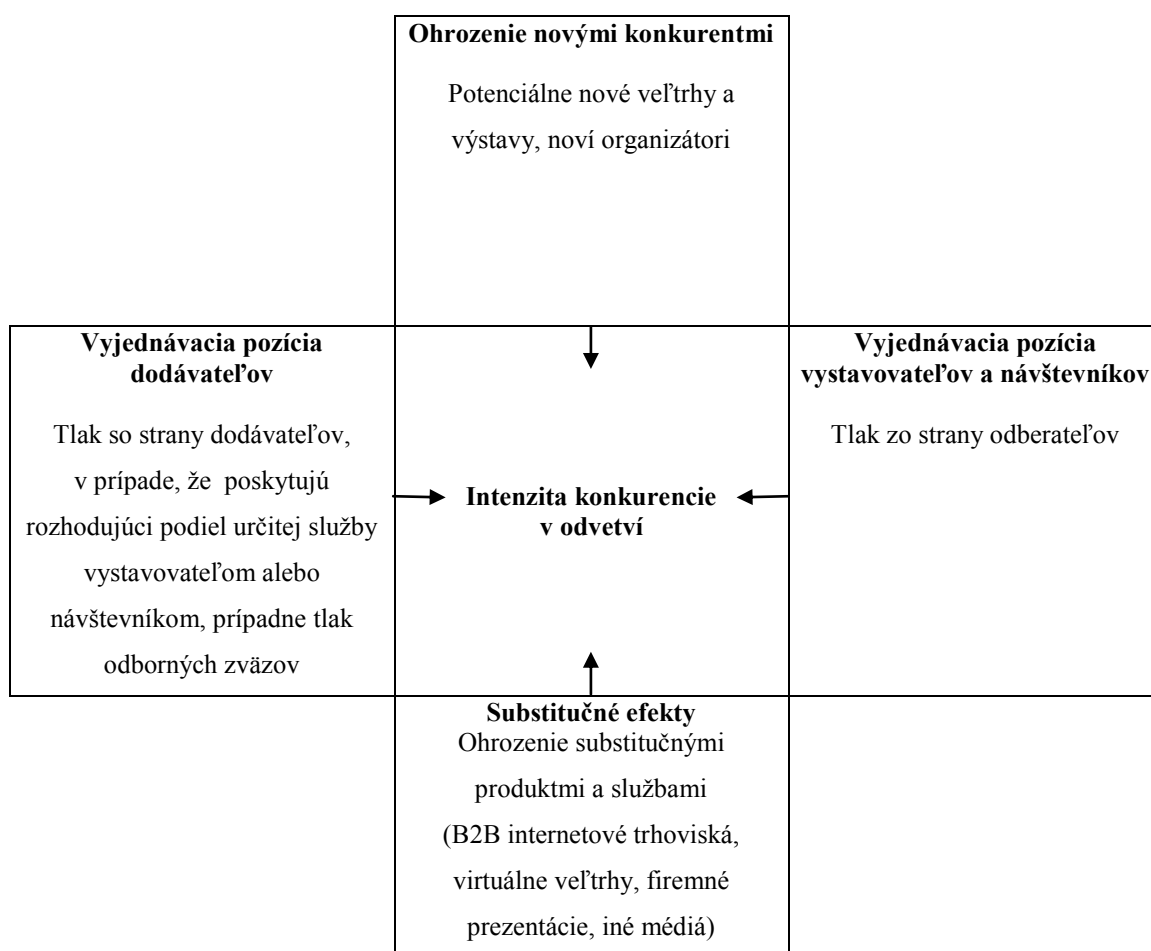 Ohrozenie novými konkurentmi
Potenciálne nové veľtrhy a
výstavy, noví organizátori
Vyjednávacia pozícia
dodávateľov
Tlak so strany dodávateľov,
v prípade, že poskytujú
rozhodujúci podiel určitej služby
vystavovateľom alebo
návštevníkom, prípadne tlak
odborných zväzov
Intenzita konkurencie
v odvetví
Vyjednávacia pozícia
vystavovateľov a návštevníkov
Tlak zo strany odberateľov
Substitučné efekty
Ohrozenie substitučnými
produktmi a službami
(B2B internetové trhoviská,
virtuálne veľtrhy, firemné
prezentácie, iné médiá)